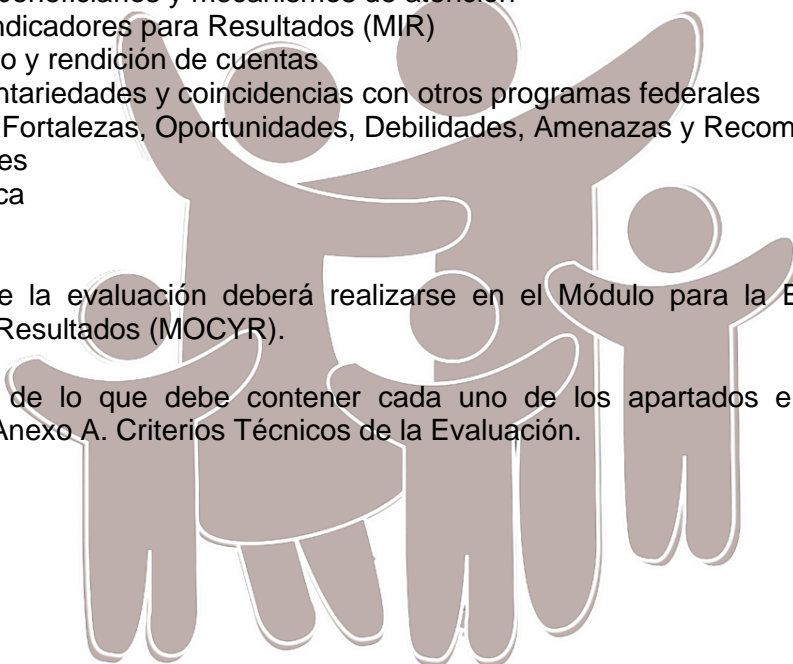 beneficiarios y mecanismos de atención
ndicadores para Resultados (MIR)
o y rendición de cuentas
ntariedades y coincidencias con otros programas federales
Fortalezas, Oportunidades, Debilidades, Amenazas y Recom
es
ca
e la evaluación deberá realizarse en el Módulo para la E
Resultados (MOCYR).
de lo que debe contener cada uno de los apartados e
Anexo A. Criterios Técnicos de la Evaluación.